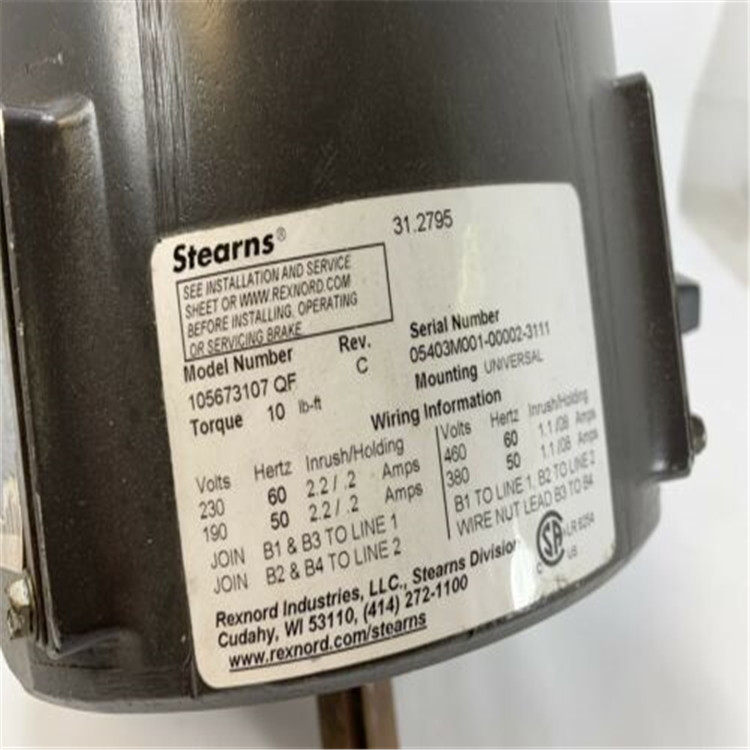 Stearns®
31.2795
SEE INSTALLATION AND SERVICE
SHEET OR WWW.REXNORD.COM
BEFORE INSTALLING, OPERATING
OR SERVICING BRAKE
Model Number Rev. Serial Number
105673107 QF C 05403M001-00002-3111
Torque 10 lb-ft Mounting UNIVERSAL
Wiring Information
Volts Hertz Inrush/Holding
230 60 2.2/ .2 Amps
190 50 2.2/ .2 Amps
JOIN B1 & B3 TO LINE 1
JOIN B2 & B4 TO LINE 2
Volts Hertz Inrush/Holding
460 60 1.1/.08 Amps
380 50 1.1/.08 Amps
B1 TO LINE 1, B2 TO LINE 2
WIRE NUT LEAD B3 TO B4
Rexnord Industries, LLC., Stearns Division
Cudahy, WI 53110, (414) 272-1100
www.rexnord.com/stearns
C SA US